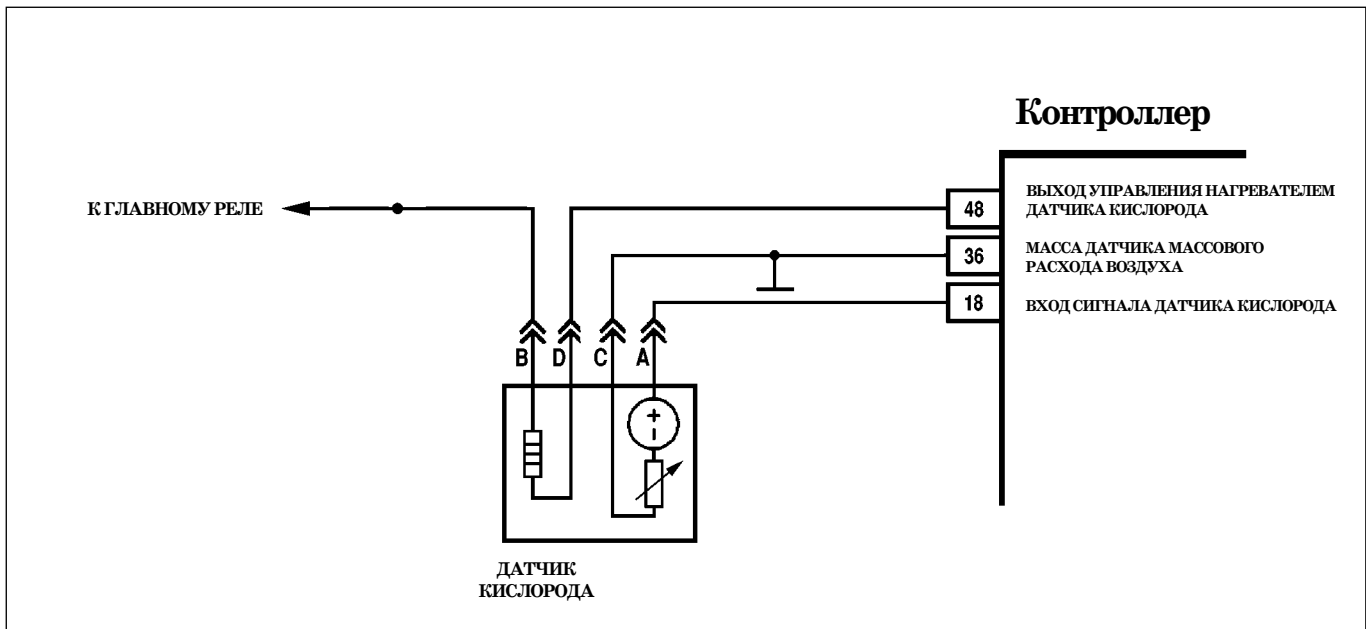 Контроллер
К ГЛАВНОМУ РЕЛЕ
48
ВЫХОД УПРАВЛЕНИЯ НАГРЕВАТЕЛЕМ
ДАТЧИКА КИСЛОРОДА
36
МАССА ДАТЧИКА МАССОВОГО
РАСХОДА ВОЗДУХА
18
ВХОД СИГНАЛА ДАТЧИКА КИСЛОРОДА
B D C A
ДАТЧИК
КИСЛОРОДА